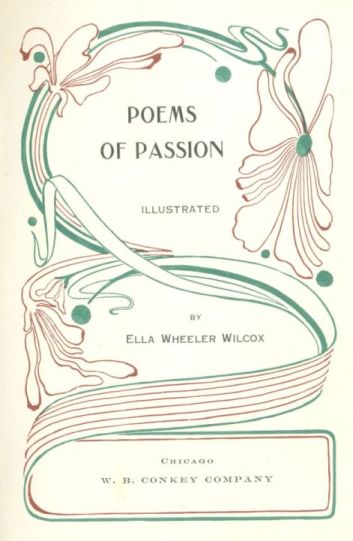 POEMS
OF PASSION
ILLUSTRATED
BY
ELLA WHEELER WILCOX
CHICAGO
W. B. CONKEY COMPANY